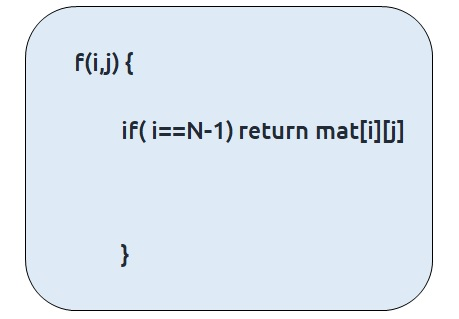 f(i,j) {
if( i==N-1) return mat[i][j]
}